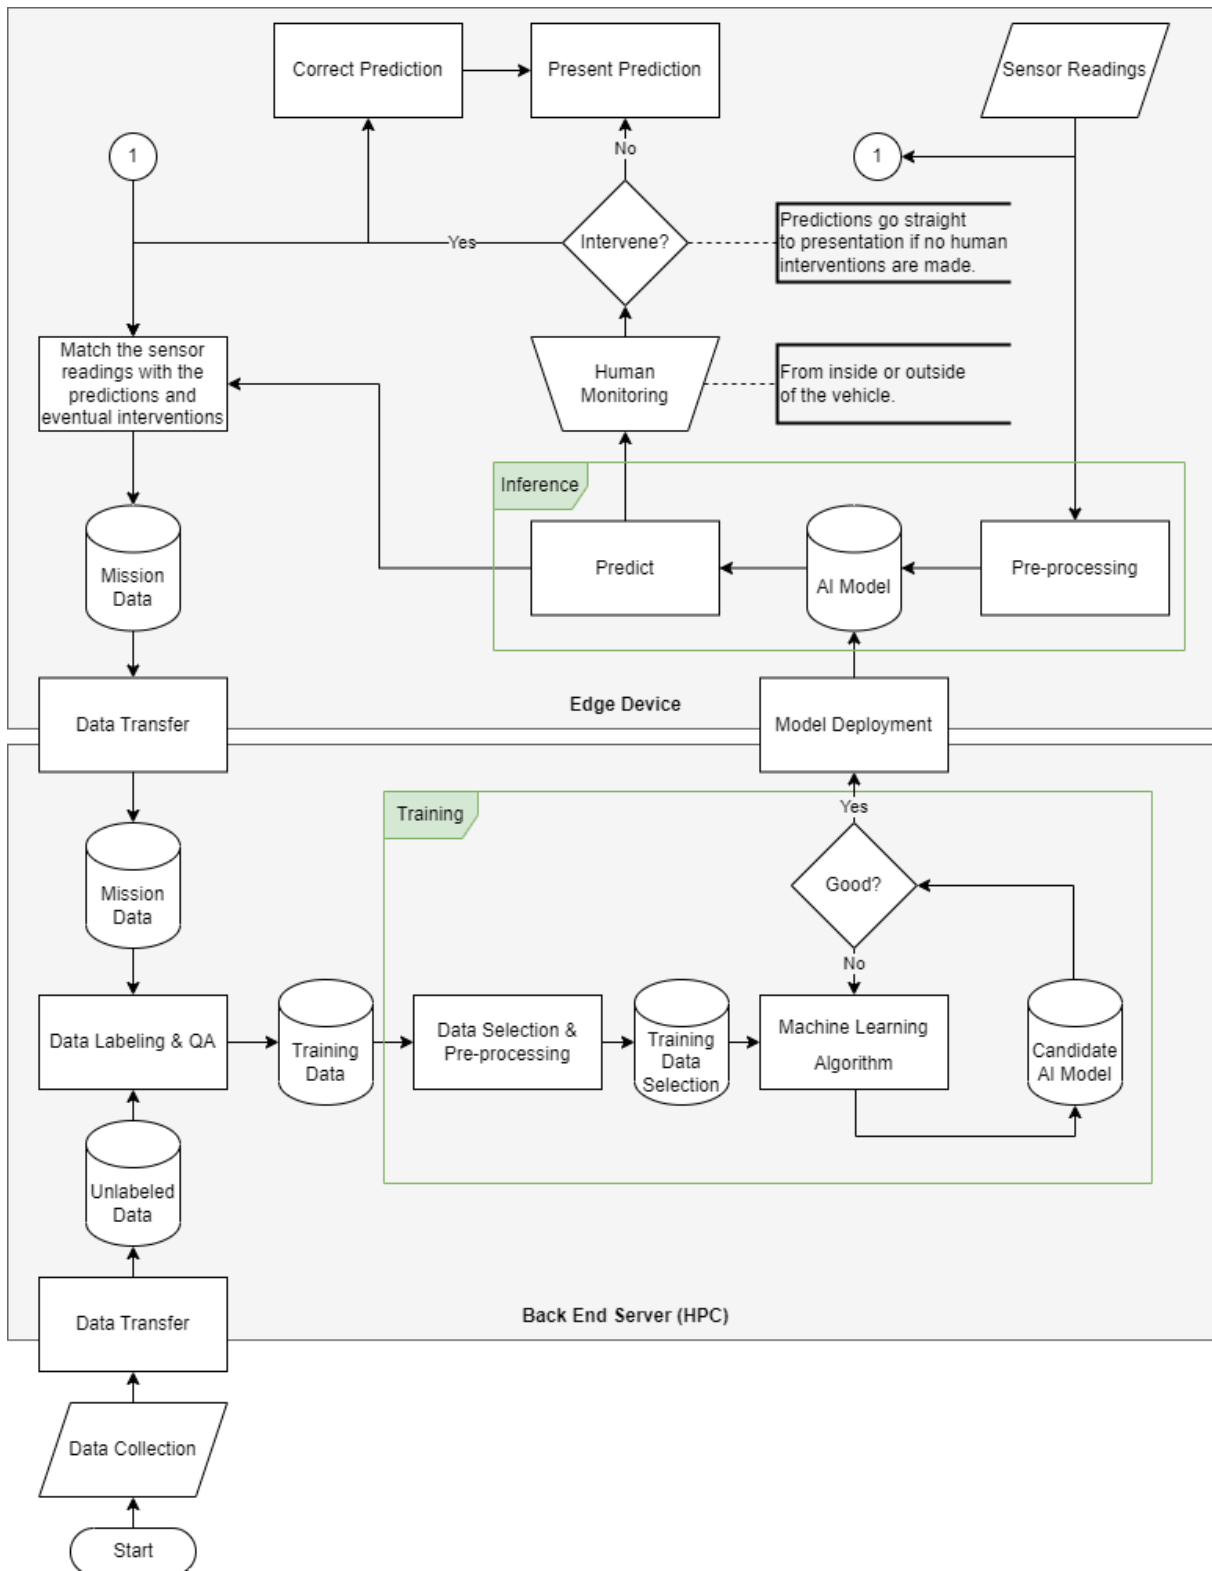 Correct Prediction
Present Prediction
Sensor Readings
1
1
No
Yes
Intervene?
Predictions go straight
to presentation if no human
interventions are made.
Match the sensor
readings with the
predictions and
eventual interventions
Human
Monitoring
From inside or outside
of the vehicle.
Inference
Mission
Data
Predict
AI Model
Pre-processing
Edge Device
Data Transfer
Model Deployment
Training
Yes
Mission
Data
Good?
No
Data Labeling & QA
Training
Data
Data Selection &
Pre-processing
Training
Data
Selection
Machine Learning
Algorithm
Candidate
AI Model
Unlabeled
Data
Back End Server (HPC)
Data Transfer
Data Collection
Start